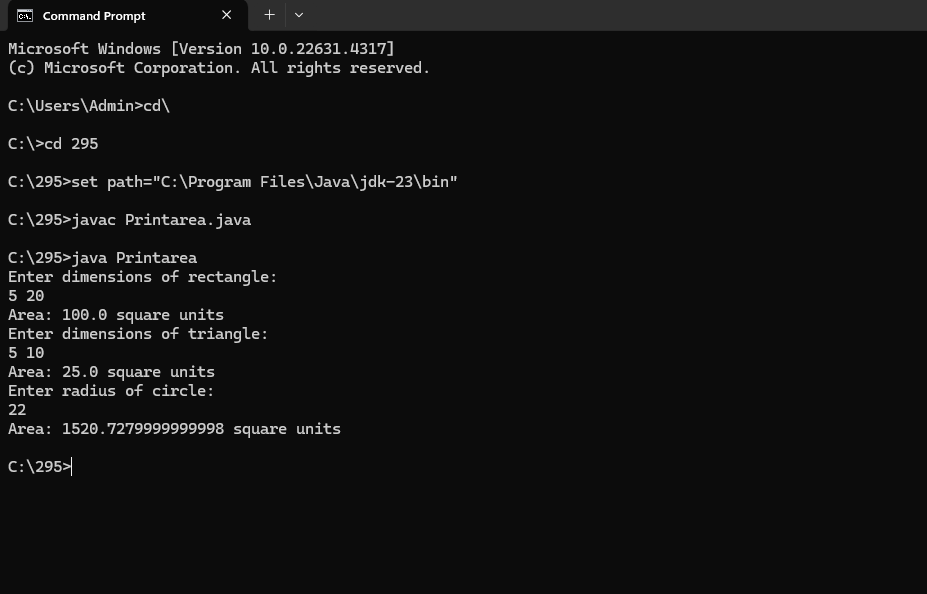 Command Prompt
Microsoft Windows [Version 10.0.22631.4317]
(c) Microsoft Corporation. All rights reserved.
C:\Users\Admin>cd\
C:\>cd 295
C:\295>set path="C:\Program Files\Java\jdk-23\bin"
C:\295>javac Printarea.java
C:\295>java Printarea
Enter dimensions of rectangle:
5 20
Area: 100.0 square units
Enter dimensions of triangle:
5 10
Area: 25.0 square units
Enter radius of circle:
22
Area: 1520.7279999999998 square units
C:\295>